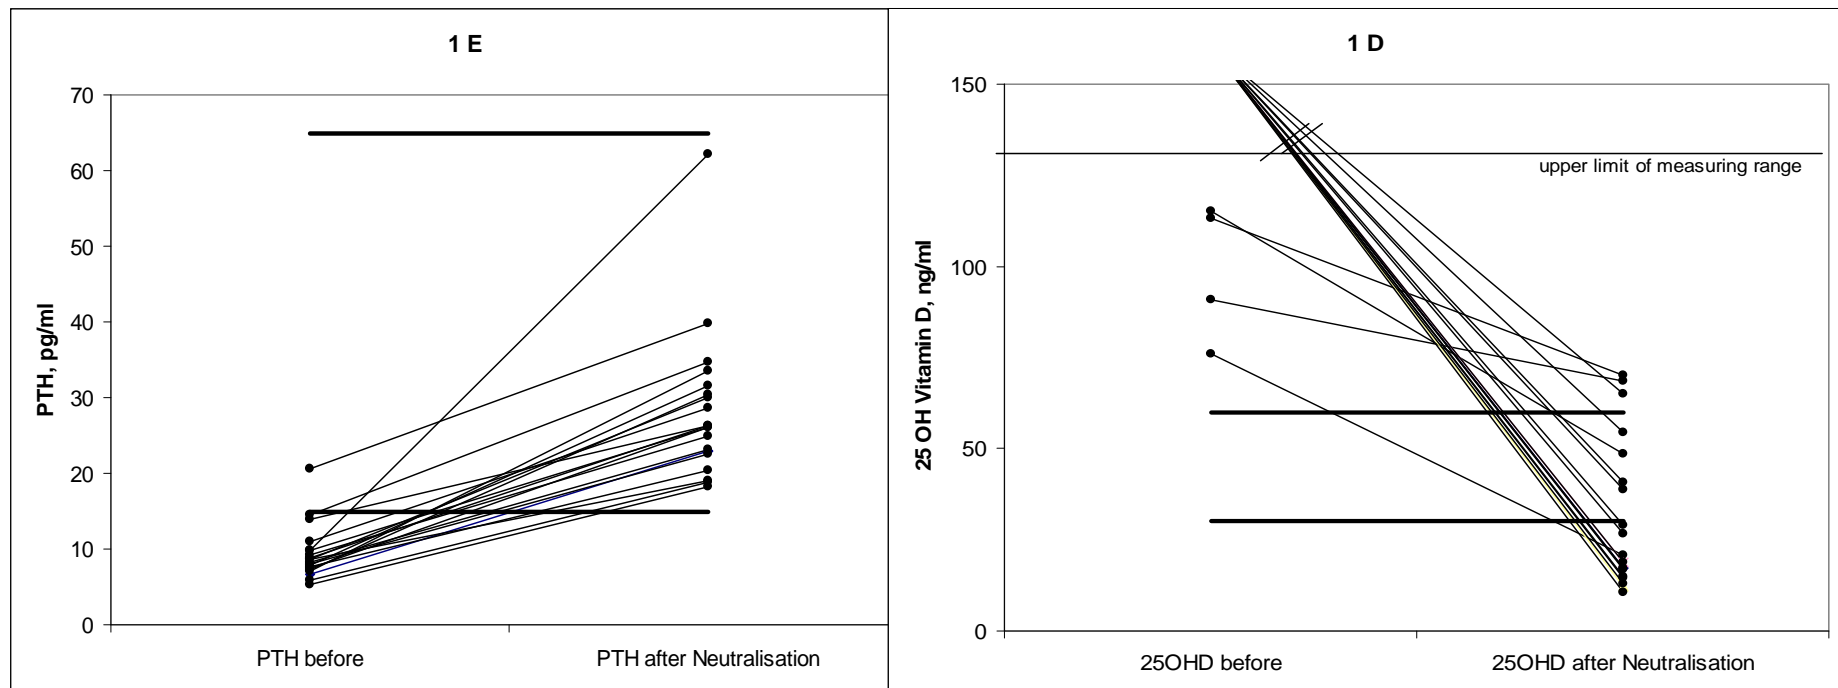 1 E
PTH, pg/ml
70
60
50
40
30
20
10
0
PTH before
PTH after Neutralisation
1 D
25 OH Vitamin D, ng/ml
150
100
50
0
upper limit of measuring range
25OHD before
25OHD after Neutralisation